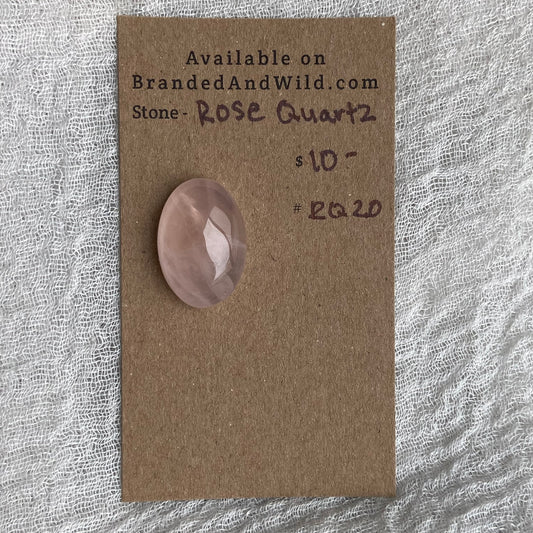 Available on
BrandedAndWild.com
Stone - Rose Quartz
$10-
# RQ20